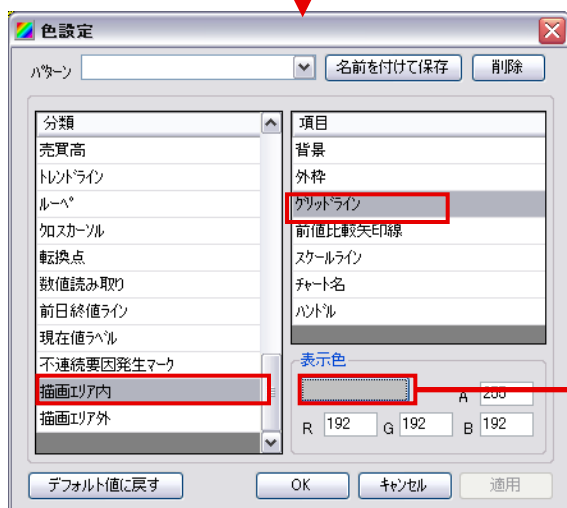 色設定
パターン 名前を付けて保存 削除
分類 項目
売買高 背景
トレンドライン 外枠
ルーペ グリッドライン
クロスカーソル 前値比較矢印線
転換点 スケールライン
数値読み取り チャート名
前日終値ライン ハンドル
現在値ラベル
不連続要因発生マーク 表示色
描画エリア内 A 255
描画エリア外 R 192 G 192 B 192
デフォルト値に戻す OK キャンセル 適用